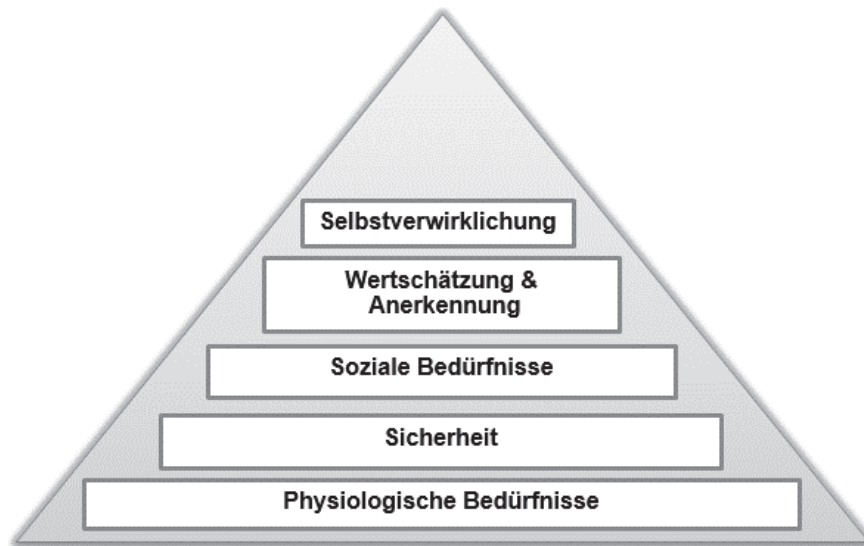 Selbstverwirklichung
Wertschätzung &
Anerkennung
Soziale Bedürfnisse
Sicherheit
Physiologische Bedürfnisse